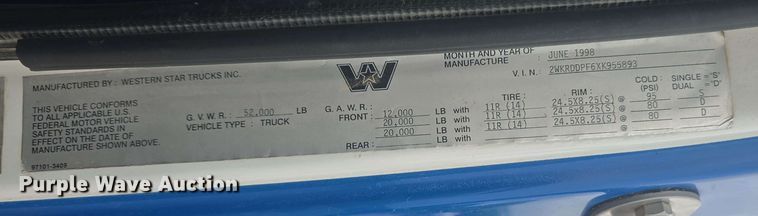 MONTH AND YEAR OF MANUFACTURE : JUNE 1998
MANUFACTURED BY: WESTERN STAR TRUCKS INC.
W
V. I. N. : 2WKRDDPF6XK955893
THIS VEHICLE CONFORMS
TO ALL APPLICABLE U.S.
FEDERAL MOTOR VEHICLE
SAFETY STANDARDS IN
EFFECT ON THE DATE OF
MANUFACTURE SHOWN ABOVE.
G. V. W. R. : 52,000 LB
VEHICLE TYPE : TRUCK
G. A. W. R. : TIRE : RIM : COLD : (PSI) SINGLE = "S" DUAL = "D"
FRONT : 12,000 LB with 11R (14) 24.5X8.25(S) @ 95 S
20,000 LB with 11R (14) 24.5X8.25(S) @ 80 D
REAR : 20,000 LB with 11R (14) 24.5X8.25(S) @ 80 D
97101-3409
Purple Wave Auction